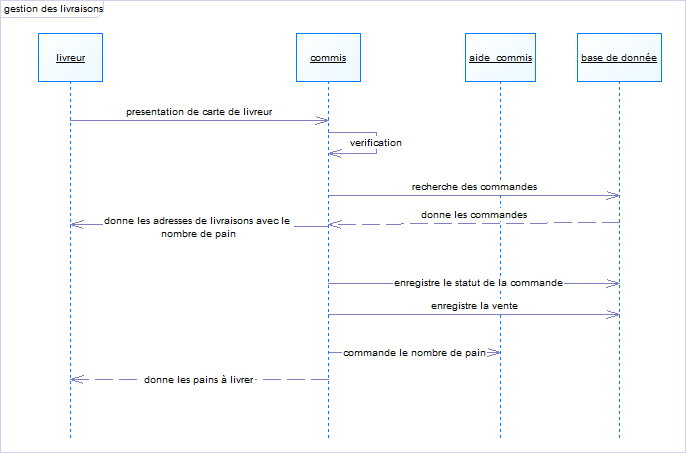 gestion des livraisons
livreur
commis
aide_commis
base de donnée
presentation de carte de livreur
verification
recherche des commandes
donne les commandes
donne les adresses de livraisons avec le
nombre de pain
enregistre le statut de la commande
enregistre la vente
commande le nombre de pain
donne les pains à livrer